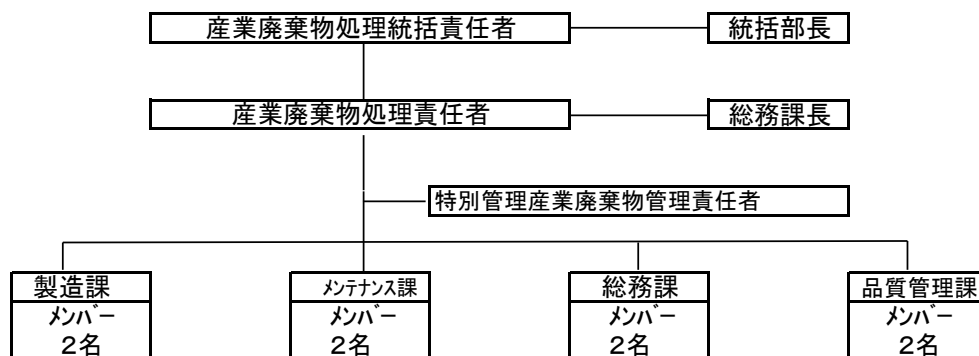 産業廃棄物処理統括責任者 統括部長
産業廃棄物処理責任者 総務課長
特別管理産業廃棄物管理責任者
製造課 ﾒﾝﾃﾅﾝｽ課 総務課 品質管理課
ﾒﾝﾊﾞｰ ﾒﾝﾊﾞｰ ﾒﾝﾊﾞｰ ﾒﾝﾊﾞｰ
２名 ２名 ２名 ２名